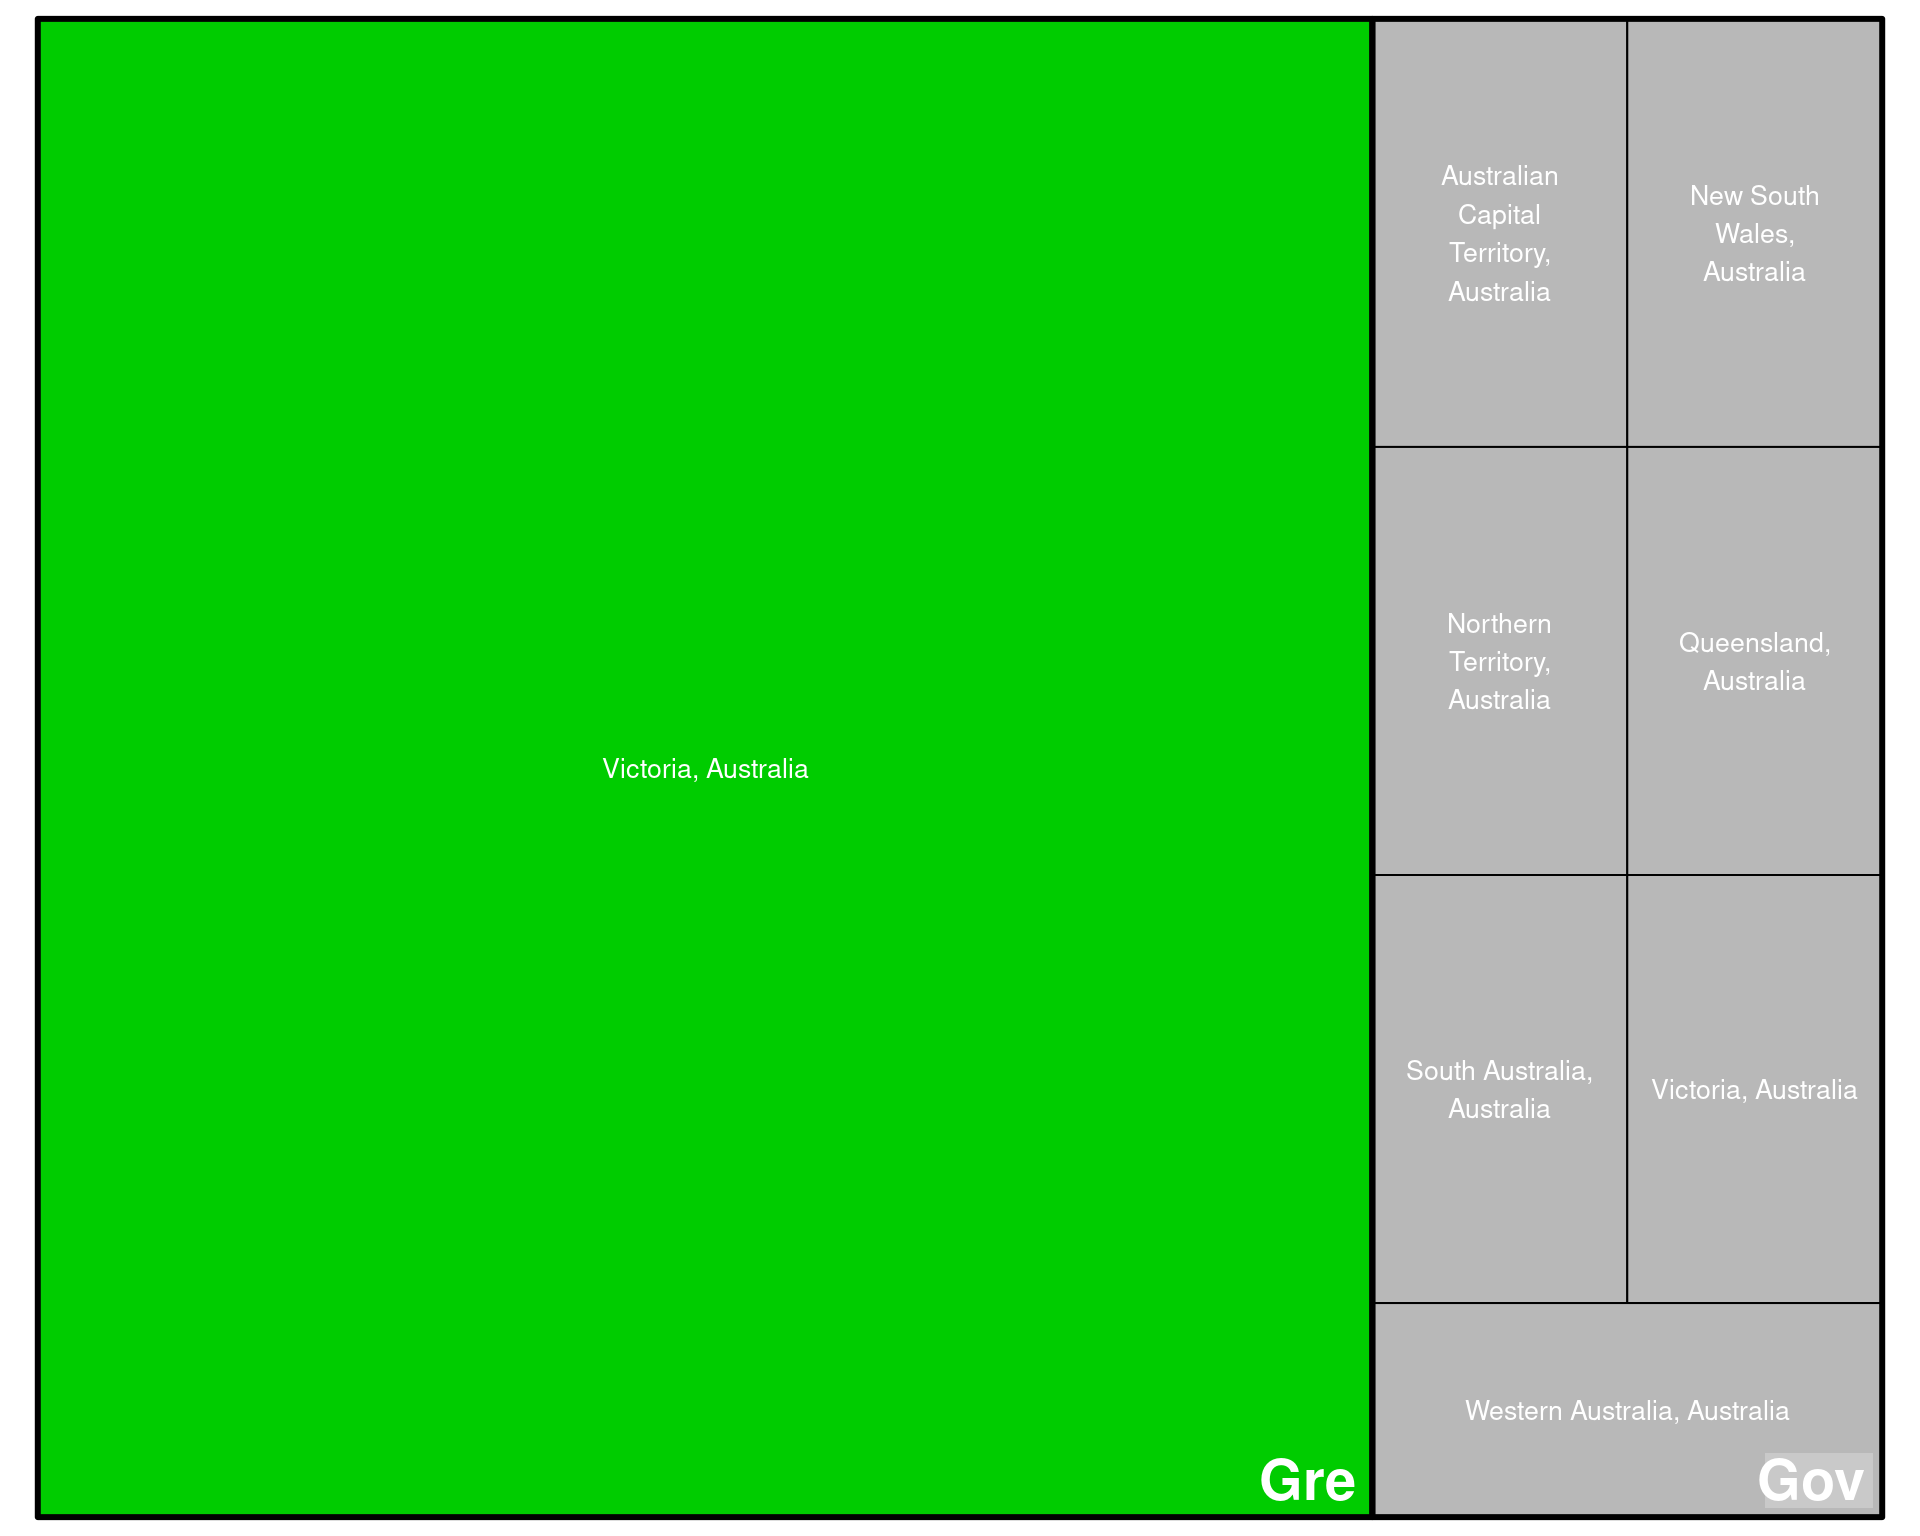 Australian
Capital
Territory,
Australia
New South
Wales,
Australia
Northern
Territory,
Australia
Queensland,
Australia
Victoria, Australia
South Australia,
Australia
Victoria, Australia
Western Australia, Australia
Gre
Gov